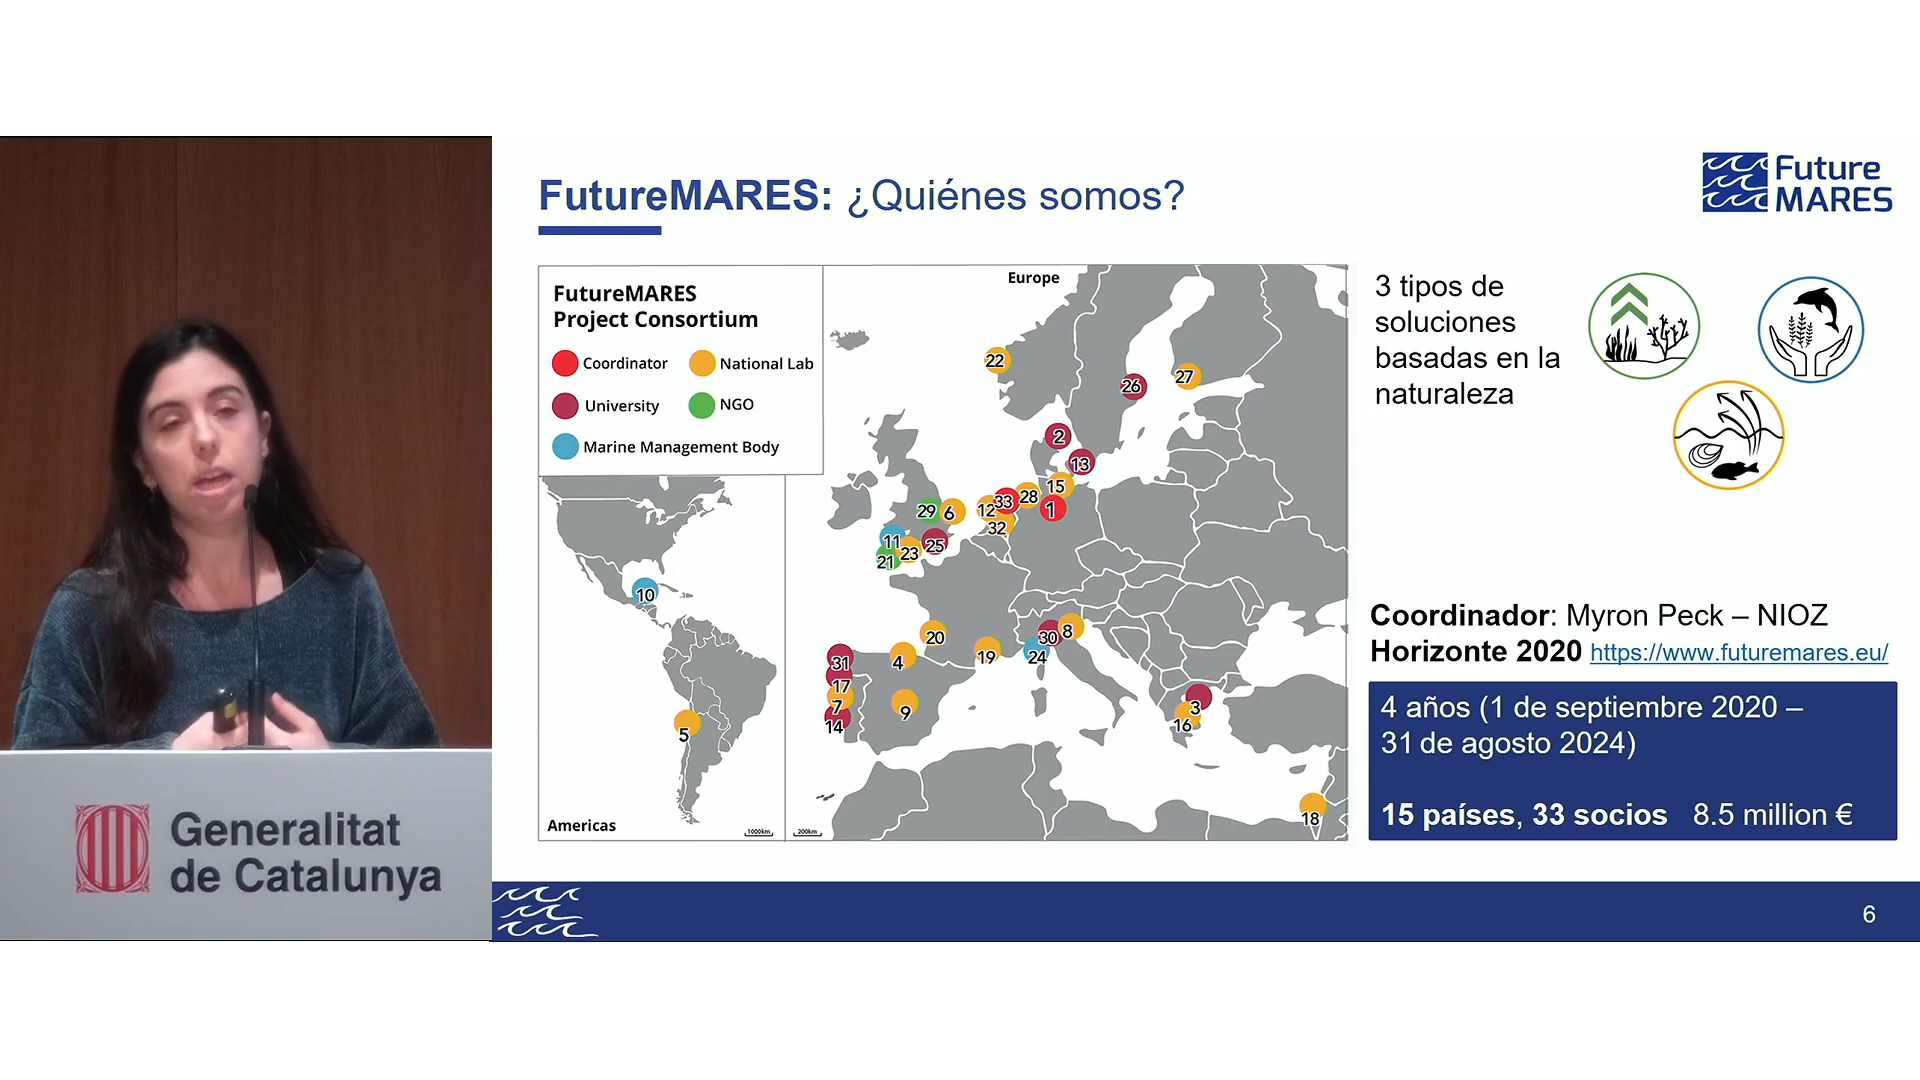 FutureMARES: ¿Quiénes somos?
Future
MARES
FutureMARES
Project Consortium
Coordinator
National Lab
University
NGO
Marine Management Body
Europe
22
26
27
2
13
15
28
33
12
1
32
29
6
11
23
25
21
10
20
30
8
24
19
4
31
17
7
14
9
3
16
5
18
Americas
1000km
200km
3 tipos de
soluciones
basadas en la
naturaleza
Coordinador: Myron Peck – NIOZ
Horizonte 2020 https://www.futuremares.eu/
4 años (1 de septiembre 2020 –
31 de agosto 2024)
15 países, 33 socios 8.5 million €
6
Generalitat
de Catalunya